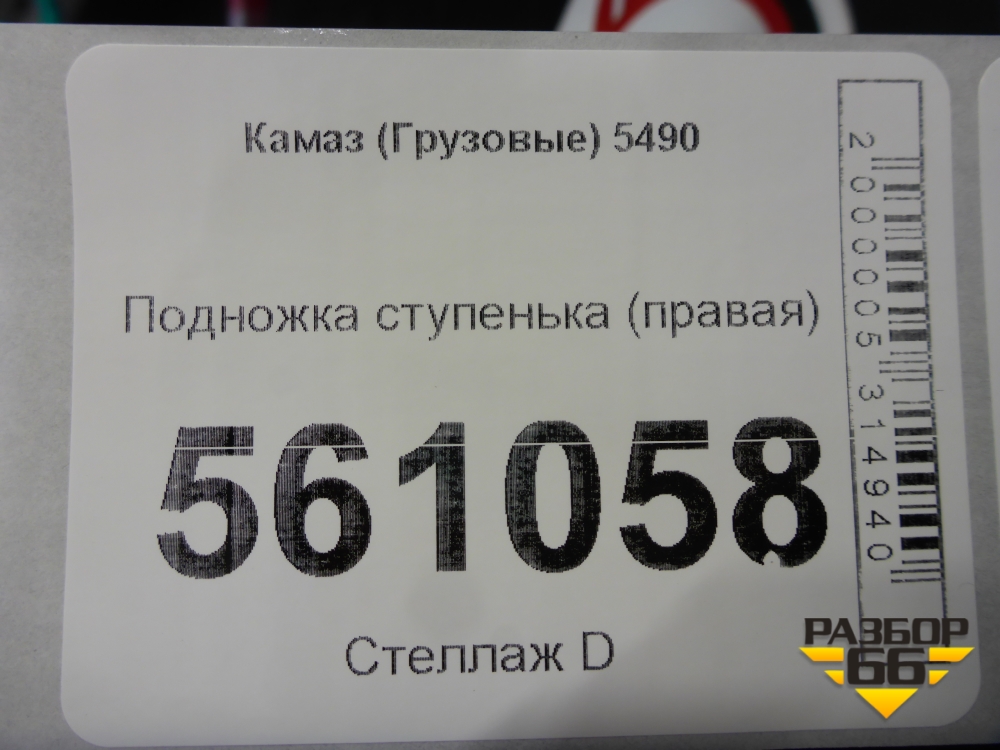 Камаз (Грузовые) 5490
Подножка ступенька (правая)
561058
Стеллаж D
2000005314940
РАЗБОР
66